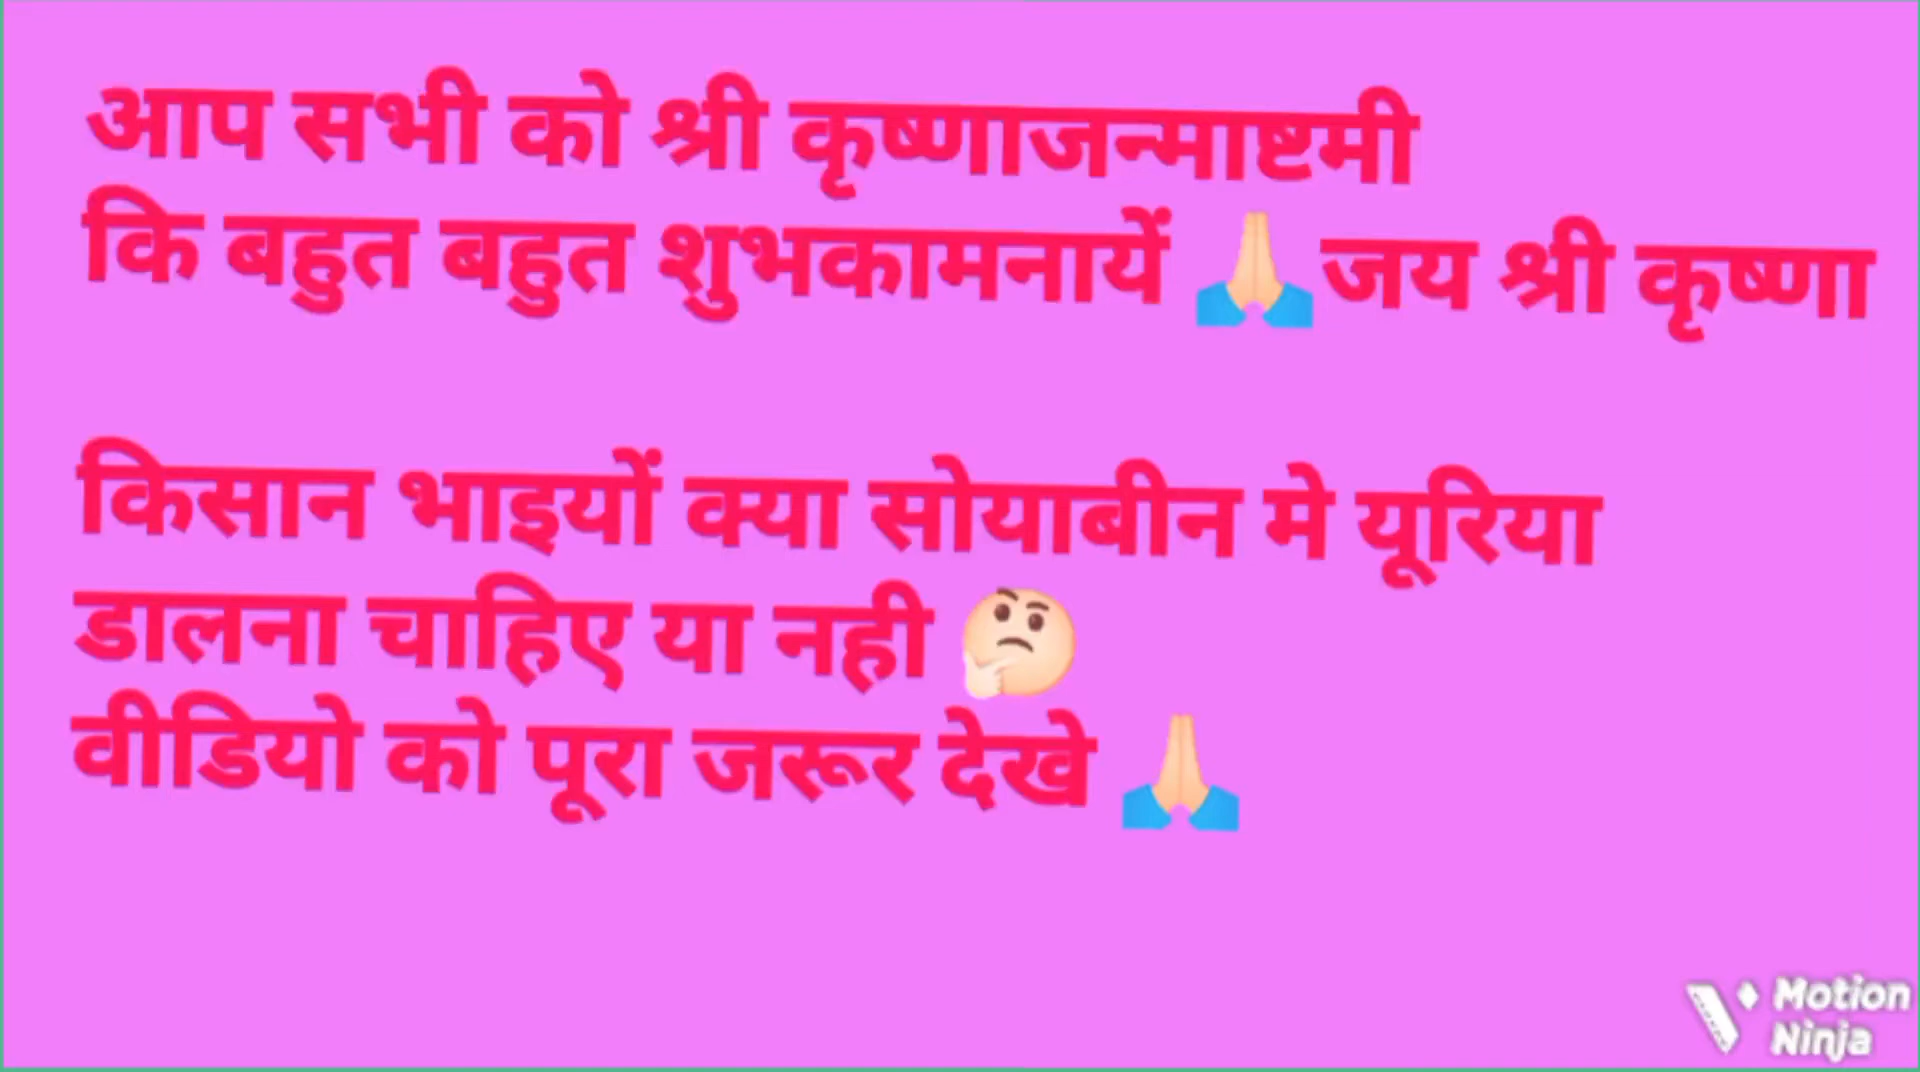 आप सभी को श्री कृष्णाजन्माष्टमी
कि बहुत बहुत शुभकामनायें 🙏🏻जय श्री कृष्णा
किसान भाइयों क्या सोयाबीन मे यूरिया
डालना चाहिए या नही 🤔
वीडियो को पूरा जरूर देखे 🙏🏻
Motion
Ninja